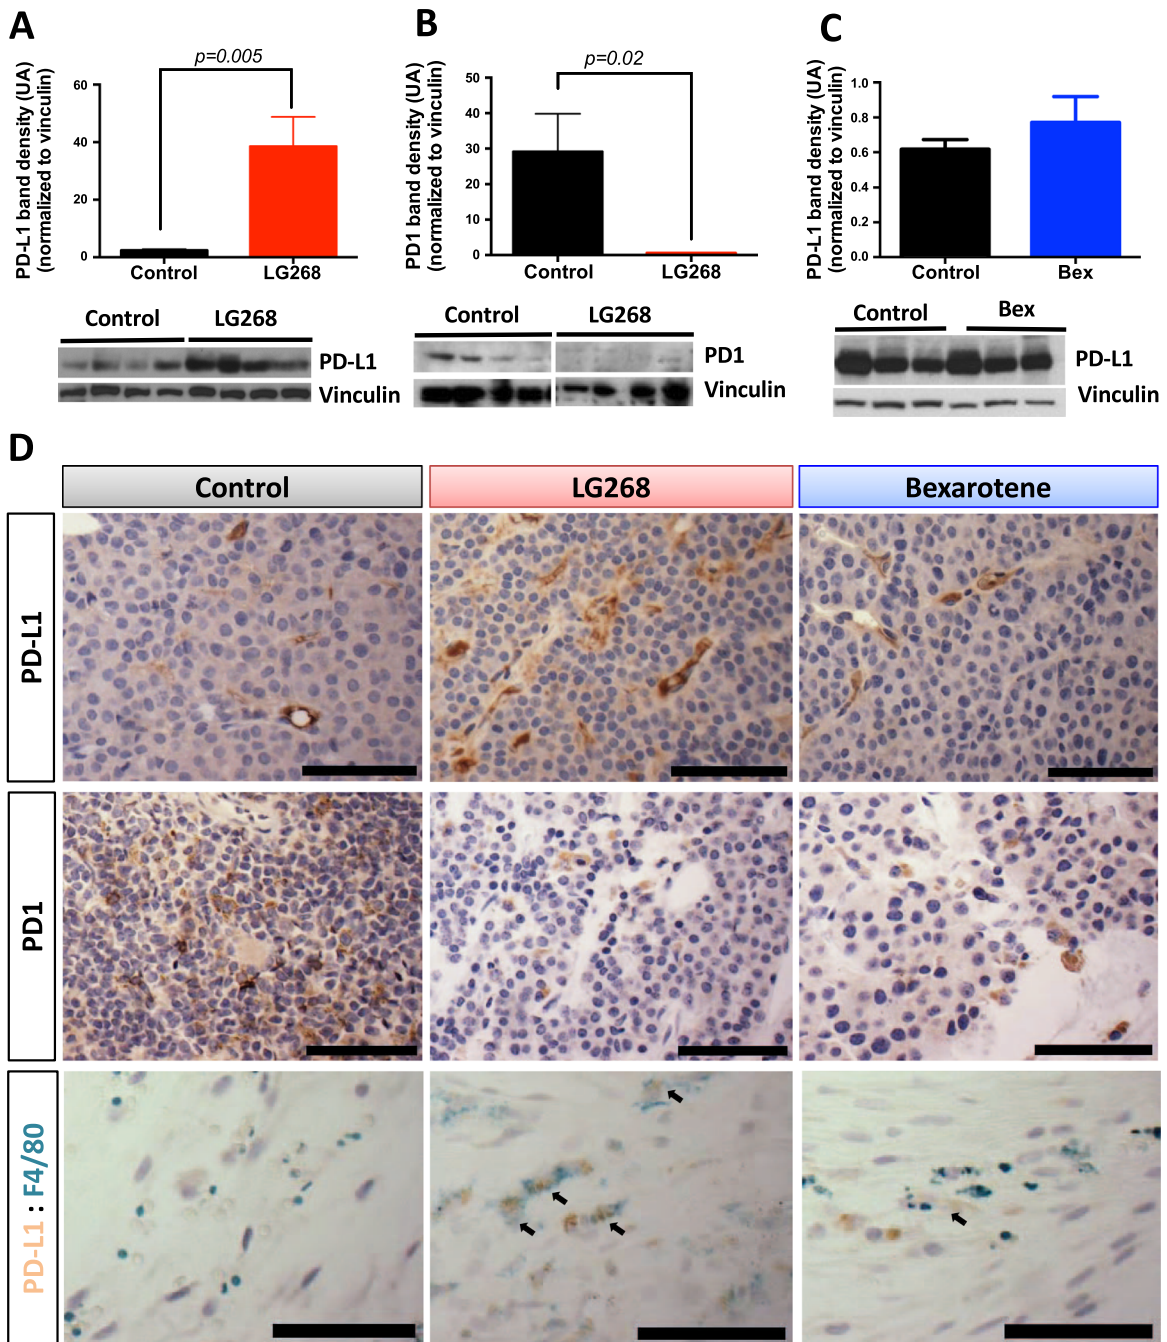 A
B
C
p=0.005
p=0.02
PD-L1 band density (UA)
(normalized to vinculin)
60
40
20
0
Control
LG268
PD1 band density (UA)
(normalized to vinculin)
50
40
30
20
10
0
Control
LG268
PD-L1 band density (UA)
(normalized to vinculin)
1.0
0.8
0.6
0.4
0.2
0.0
Control
Bex
Control
LG268
PD-L1
Vinculin
Control
LG268
PD1
Vinculin
Control
Bex
PD-L1
Vinculin
D
Control
LG268
Bexarotene
PD-L1
PD1
PD-L1 : F4/80